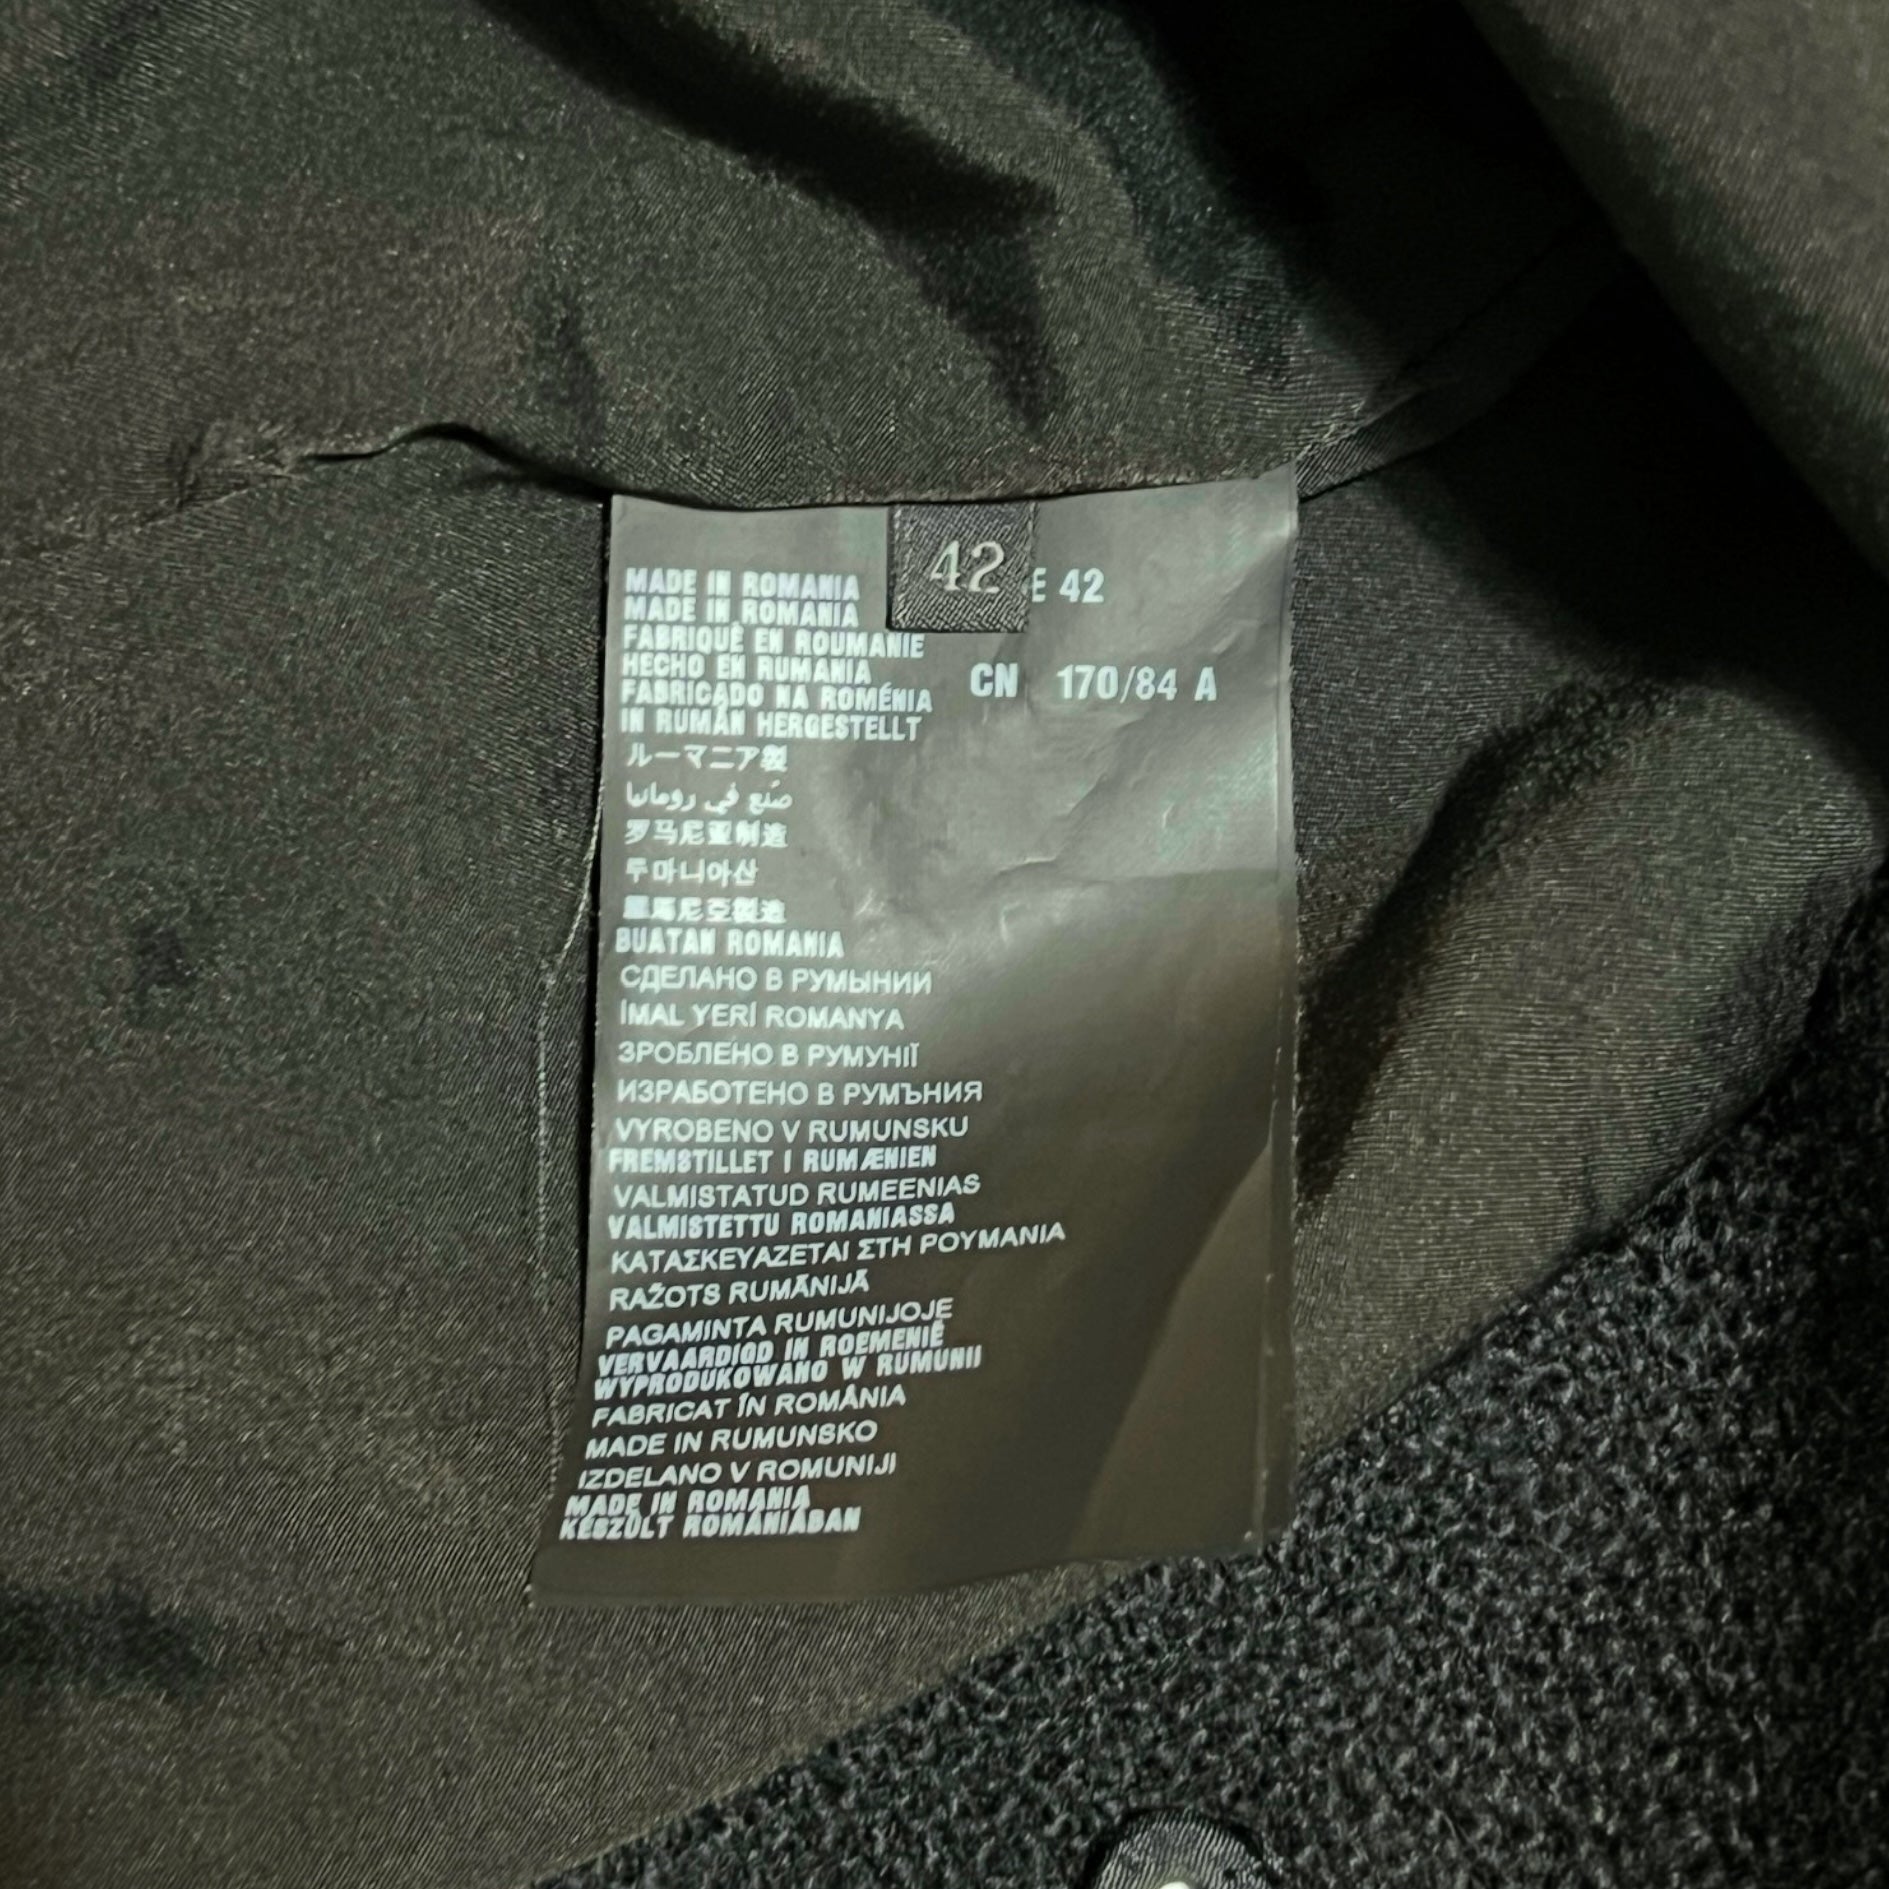 42
E 42
CN 170/84 A
MADE IN ROMANIA
MADE IN ROMANIA
FABRIQUÉ EN ROUMANIE
HECHO EN RUMANIA
FABRICADO NA ROMÉNIA
IN RUMÄN HERGESTELLT
ルーマニア製
صنع في رومانيا
罗马尼亚制造
루마니아산
羅馬尼亞製造
BUATAN ROMANIA
СДЕЛАНО В РУМЫНИИ
İMAL YERİ ROMANYA
ЗРОБЛЕНО В РУМУНІЇ
ИЗРАБОТЕНО В РУМЪНИЯ
VYROBENO V RUMUNSKU
FREMSTILLET I RUMÆNIEN
VALMISTATUD RUMEENIAS
VALMISTETTU ROMANIASSA
ΚΑΤΑΣΚΕΥΑΖΕΤΑΙ ΣΤΗ ΡΟΥΜΑΝΙΑ
RAŽOTS RUMĀNIJĀ
PAGAMINTA RUMUNIJOJE
VERVAARDIGD IN ROEMENIË
WYPRODUKOWANO W RUMUNII
FABRICAT ÎN ROMÂNIA
MADE IN RUMUNSKO
IZDELANO V ROMUNIJI
MADE IN ROMANIA
KÉSZÜLT ROMÁNIÁBAN